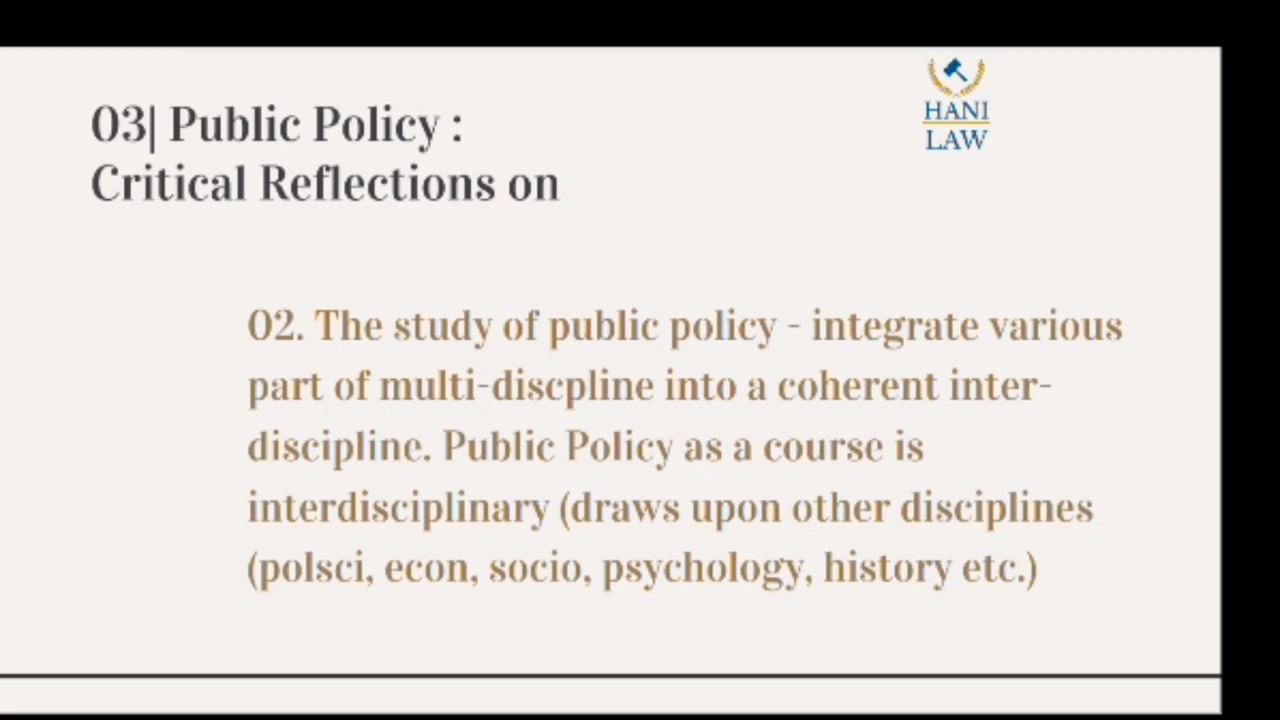 03| Public Policy :
Critical Reflections on
HANI
LAW
02. The study of public policy - integrate various
part of multi-discpline into a coherent inter-
discipline. Public Policy as a course is
interdisciplinary (draws upon other disciplines
(polsci, econ, socio, psychology, history etc.)